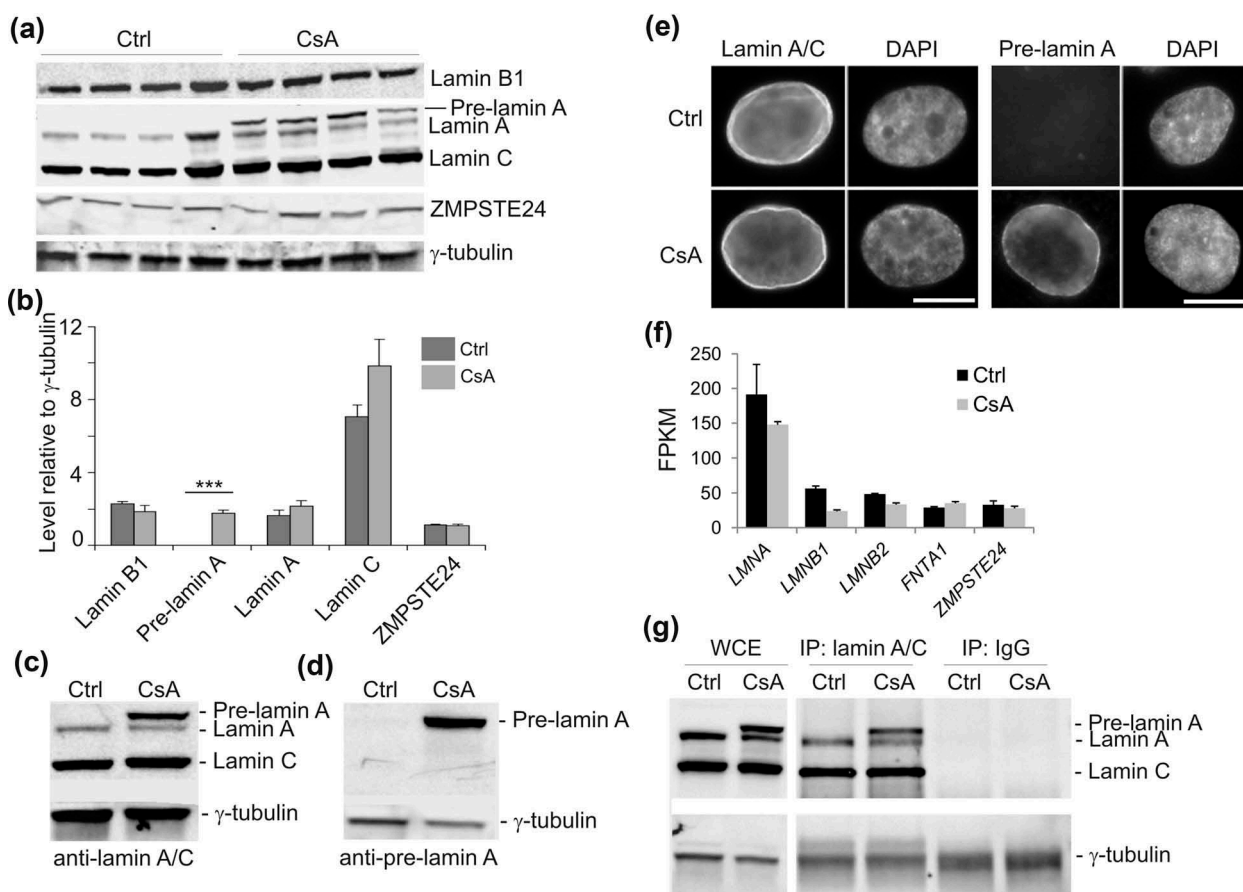 (a)
Ctrl CsA
Lamin B1
Pre-lamin A
Lamin A
Lamin C
ZMPSTE24
γ-tubulin
(b)
Level relative to γ-tubulin
12
8
4
0
Ctrl
CsA
***
Lamin B1
Pre-lamin A
Lamin A
Lamin C
ZMPSTE24
(c)
Ctrl CsA
Pre-lamin A
Lamin A
Lamin C
γ-tubulin
anti-lamin A/C
(d)
Ctrl CsA
Pre-lamin A
γ-tubulin
anti-pre-lamin A
(e)
Lamin A/C DAPI Pre-lamin A DAPI
Ctrl
CsA
(f)
FPKM
250
200
150
100
50
0
Ctrl
CsA
LMNA
LMNB1
LMNB2
FNTA1
ZMPSTE24
(g)
WCE IP: lamin A/C IP: IgG
Ctrl CsA Ctrl CsA Ctrl CsA
- Pre-lamin A
- Lamin A
- Lamin C
- γ-tubulin